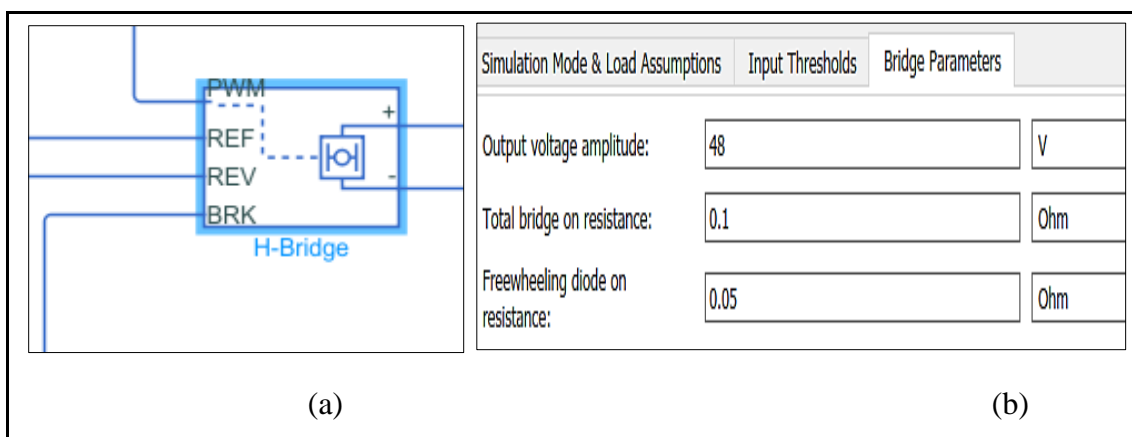 PWM
REF
REV
BRK
+
-
H-Bridge
Simulation Mode & Load Assumptions Input Thresholds Bridge Parameters
Output voltage amplitude: 48 V
Total bridge on resistance: 0.1 Ohm
Freewheeling diode on
resistance: 0.05 Ohm
(a) (b)